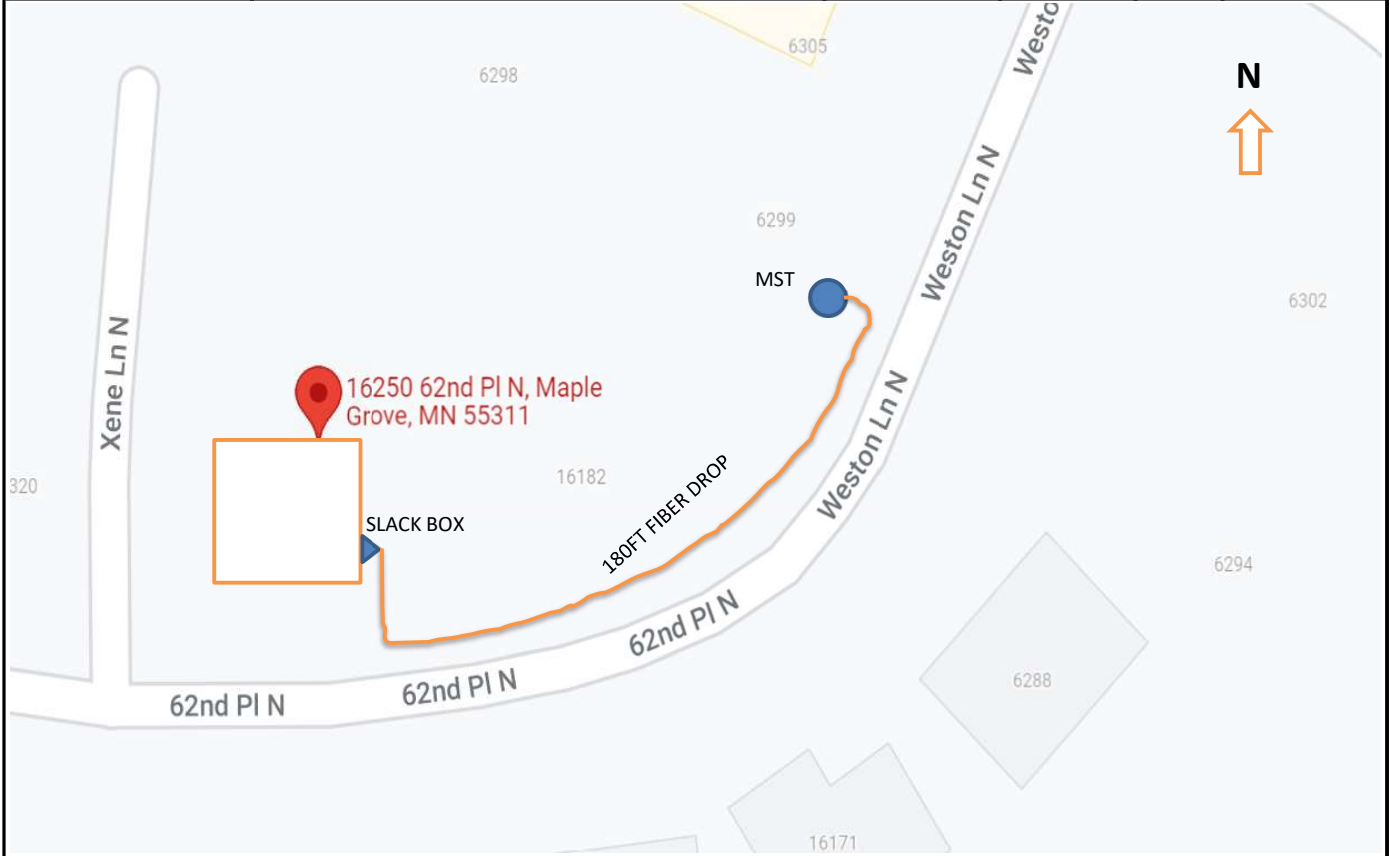 6305
Westo
6298
N
Weston Ln N
6299
MST
6302
Xene Ln N
16250 62nd Pl N, Maple
Grove, MN 55311
Weston Ln N
320
16182
SLACK BOX
180FT FIBER DROP
6294
62nd Pl N
62nd Pl N
62nd Pl N
6288
16171